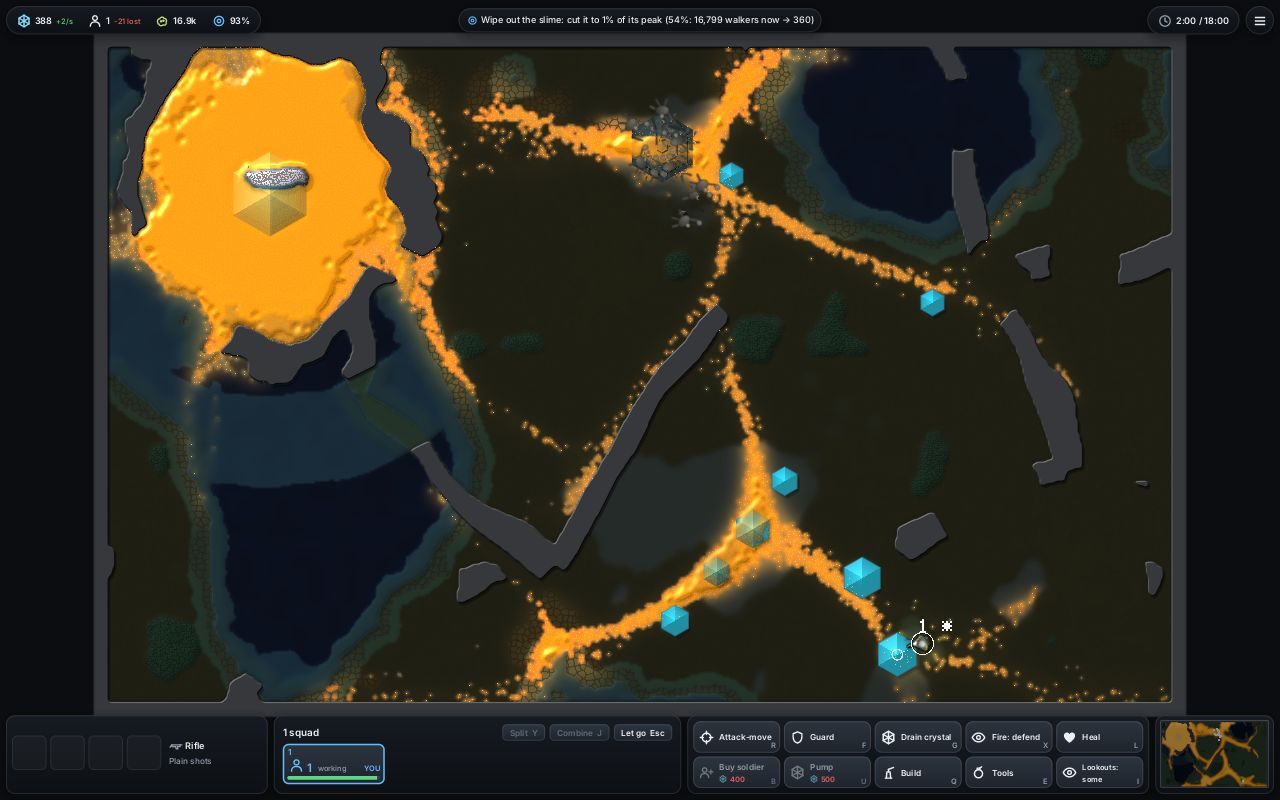 388 +2/s 1 -21 lost 16.9k 93%
Wipe out the slime: cut it to 1% of its peak (54%: 16,799 walkers now → 360)
2:00 / 18:00
1
Rifle
Plain shots
1 squad
Split Y
Combine J
Let go Esc
1
1 working YOU
Attack-move R
Guard F
Drain crystal G
Fire: defend X
Heal L
Buy soldier 400 B
Pump 500 U
Build Q
Tools E
Lookouts: some I